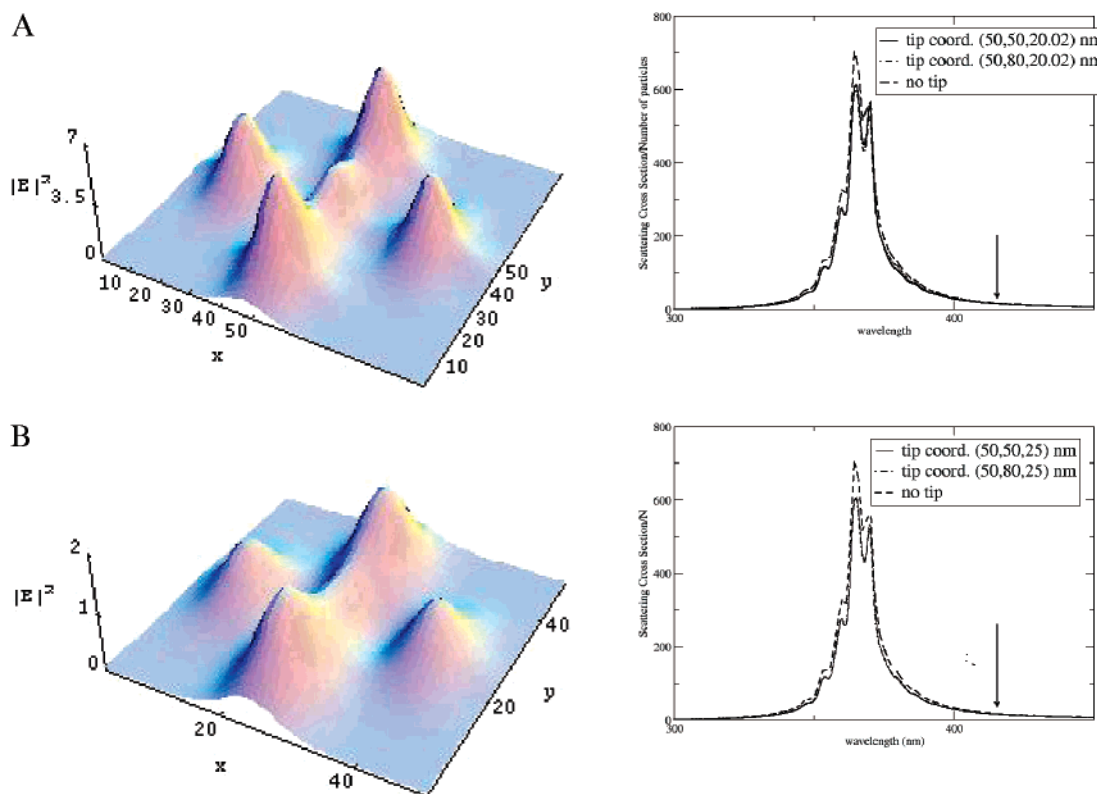 A
7
|E|²
3.5
0
10
20
30
40
50
x
10
20
30
40
50
y
800
600
400
200
0
300
400
Scattering Cross Section/Number of particles
wavelength
tip coord. (50,50,20.02) nm
tip coord. (50,80,20.02) nm
no tip
B
2
|E|²
1
0
20
40
x
20
40
y
800
600
400
200
0
300
400
Scattering Cross Section/N
wavelength (nm)
tip coord. (50,50,25) nm
tip coord. (50,80,25) nm
no tip